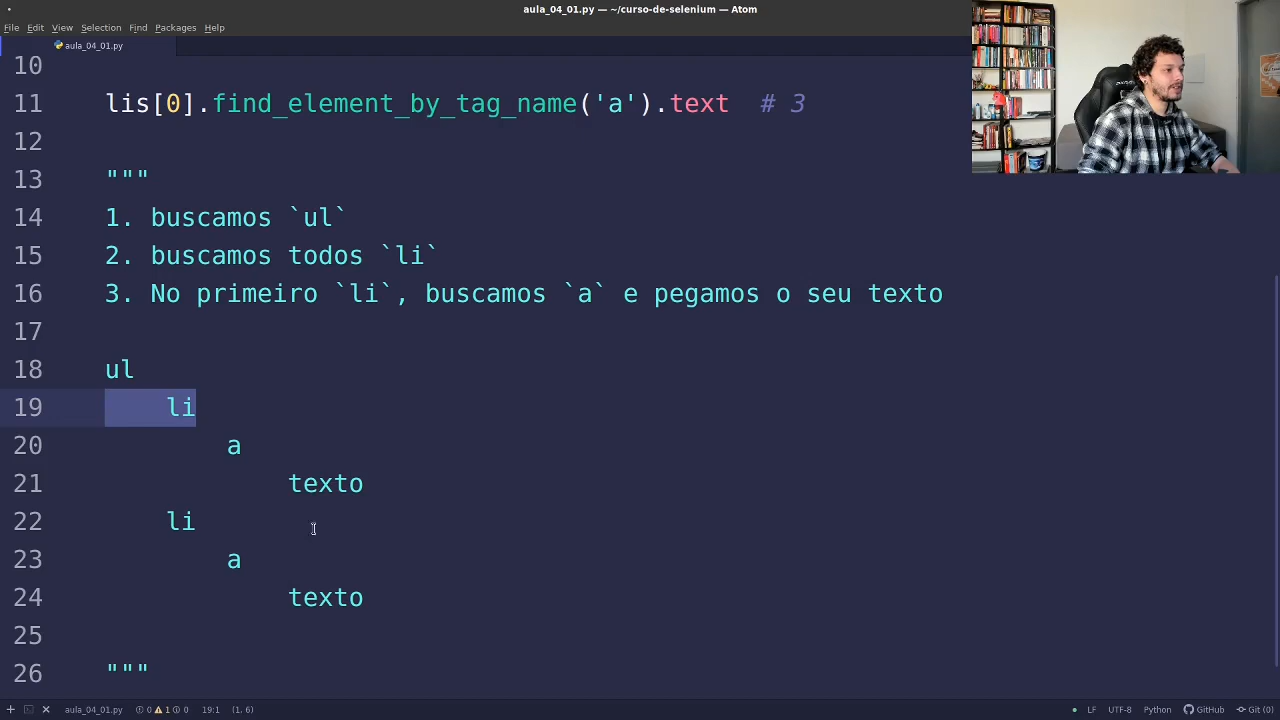 aula_04_01.py — ~/curso-de-selenium — Atom
File Edit View Selection Find Packages Help
aula_04_01.py
10
11 lis[0].find_element_by_tag_name('a').text # 3
12
13 """
14 1. buscamos `ul`
15 2. buscamos todos `li`
16 3. No primeiro `li`, buscamos `a` e pegamos o seu texto
17
18 ul
19 li
20 a
21 texto
22 li
23 a
24 texto
25
26 """
aula_04_01.py 0 1 0 19:1 (1, 6) LF UTF-8 Python GitHub Git (0)